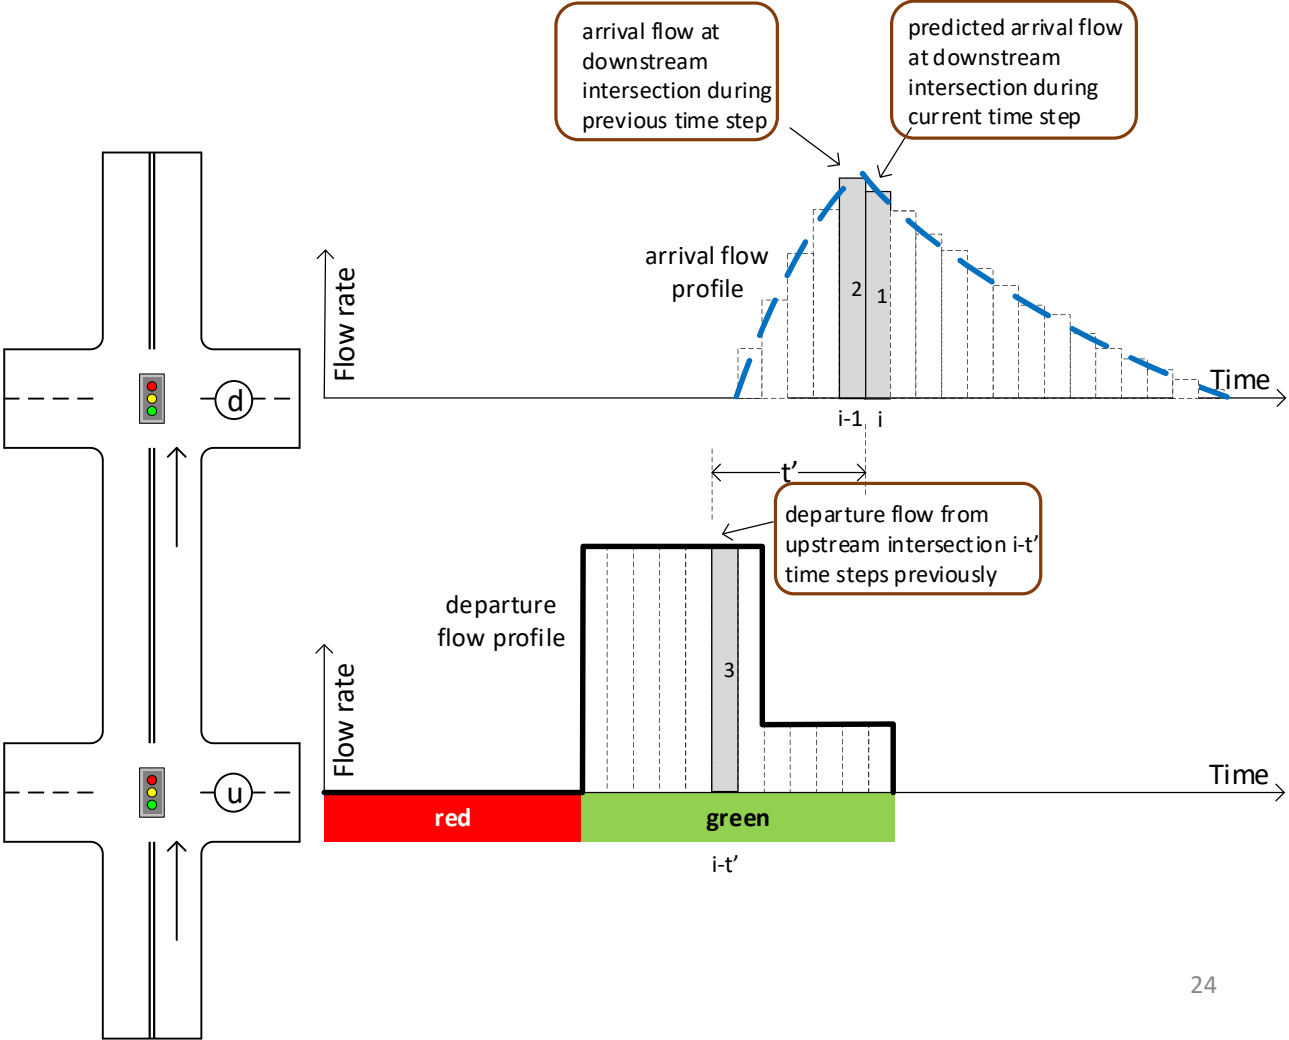 arrival flow at
downstream
intersection during
previous time step
predicted arrival flow
at downstream
intersection during
current time step
arrival flow
profile
Flow rate
2
1
Time
i-1
i
d
t’
departure flow from
upstream intersection i-t’
time steps previously
departure
flow profile
Flow rate
3
Time
u
red
green
i-t’
24